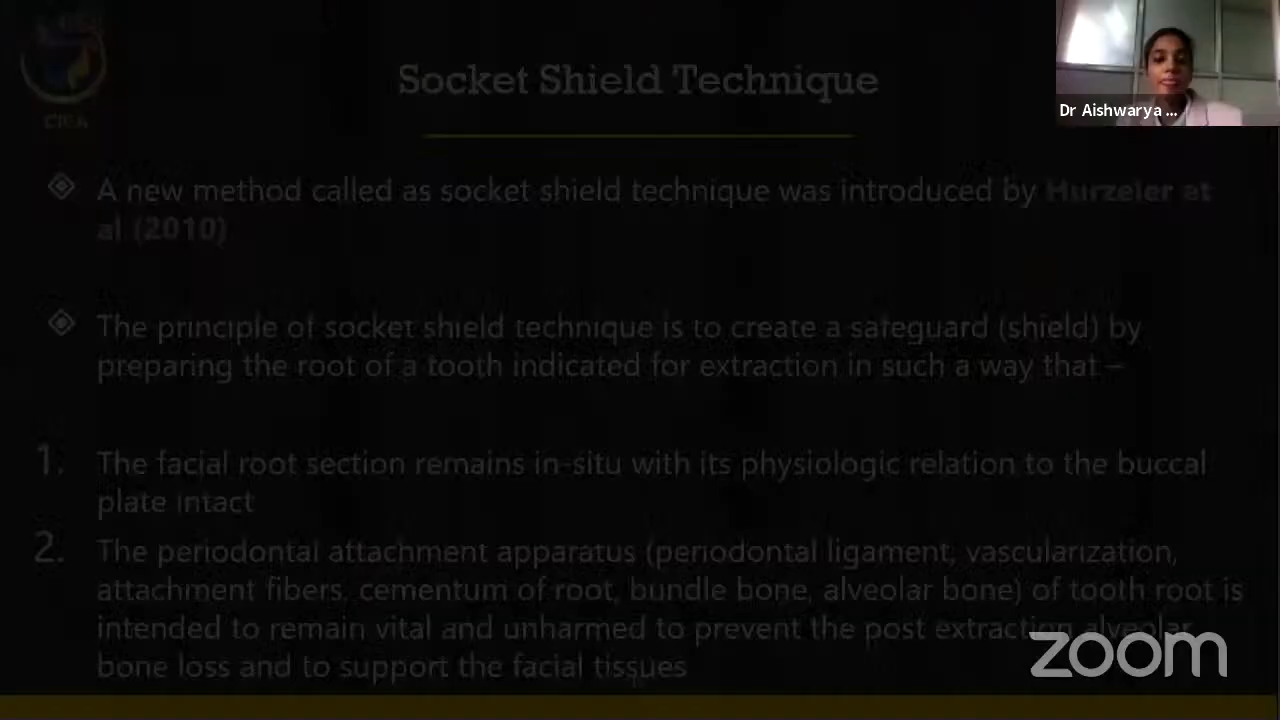 Socket Shield Technique
Dr Aishwarya ...
A new method called as socket shield technique was introduced by Hurzeler et
al (2010)
The principle of socket shield technique is to create a safeguard (shield) by
preparing the root of a tooth indicated for extraction in such a way that –
1. The facial root section remains in-situ with its physiologic relation to the buccal
plate intact
2. The periodontal attachment apparatus (periodontal ligament, vascularization,
attachment fibers, cementum of root, bundle bone, alveolar bone) of tooth root is
intended to remain vital and unharmed to prevent the post extraction alveolar
bone loss and to support the facial tissues
zoom